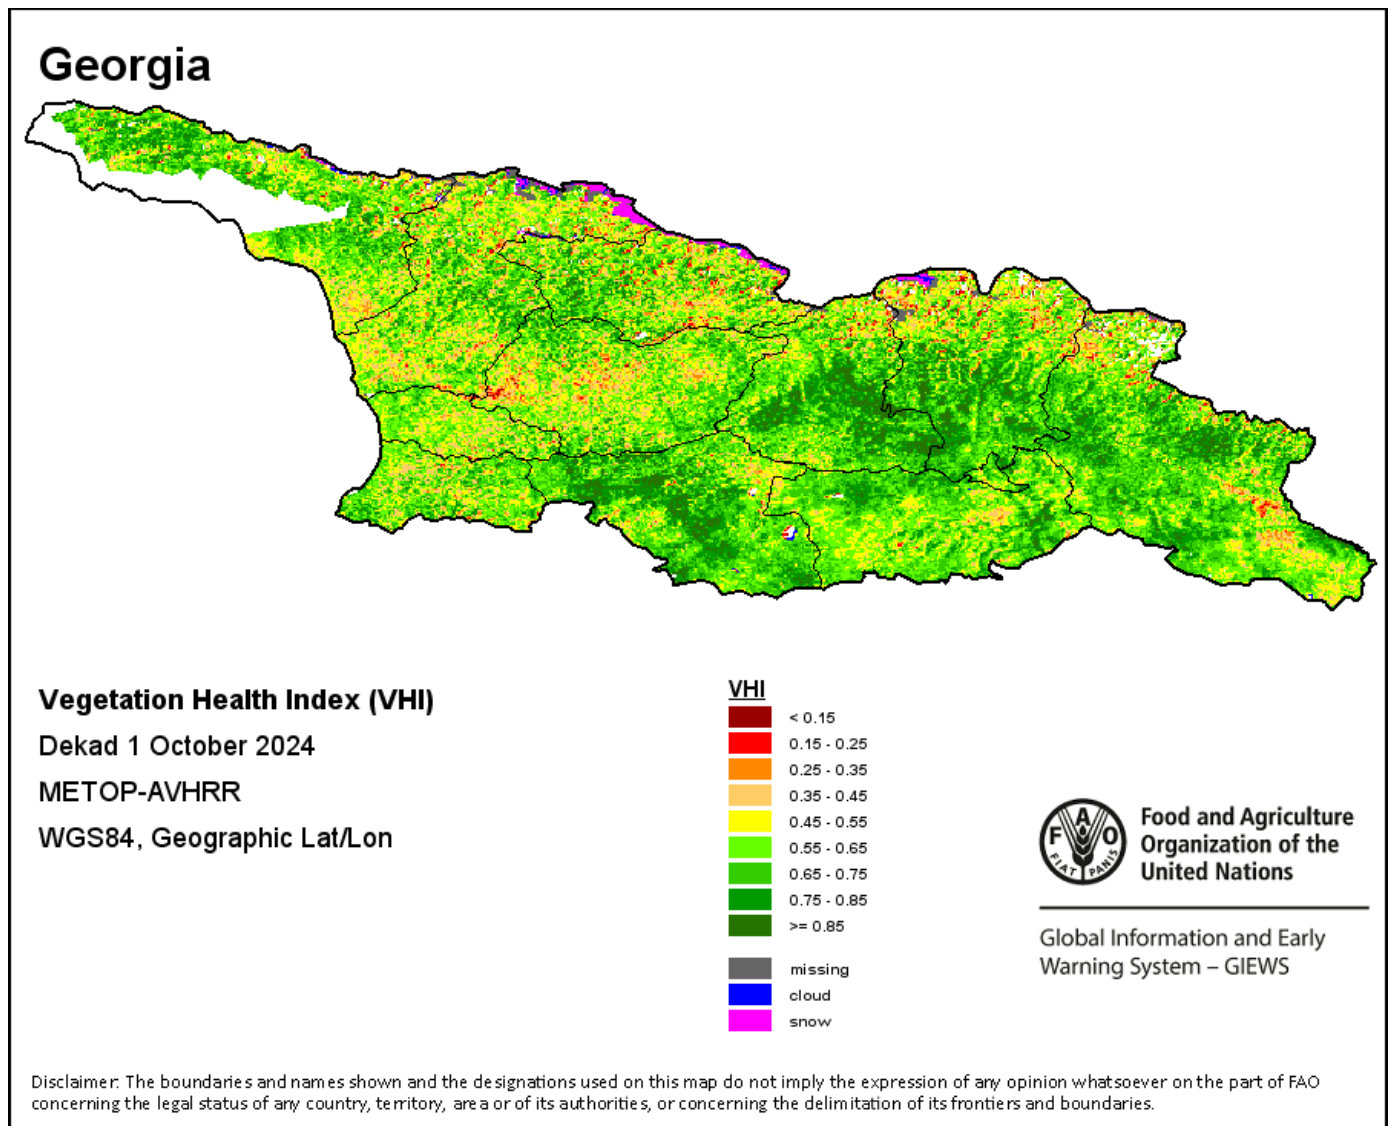 Georgia
Vegetation Health Index (VHI)
Dekad 1 October 2024
METOP-AVHRR
WGS84, Geographic Lat/Lon
VHI
< 0.15
0.15 - 0.25
0.25 - 0.35
0.35 - 0.45
0.45 - 0.55
0.55 - 0.65
0.65 - 0.75
0.75 - 0.85
>= 0.85
missing
cloud
snow
F A O
FIAT PANIS
Food and Agriculture
Organization of the
United Nations
Global Information and Early
Warning System – GIEWS
Disclaimer: The boundaries and names shown and the designations used on this map do not imply the expression of any opinion whatsoever on the part of FAO
concerning the legal status of any country, territory, area or of its authorities, or concerning the delimitation of its frontiers and boundaries.